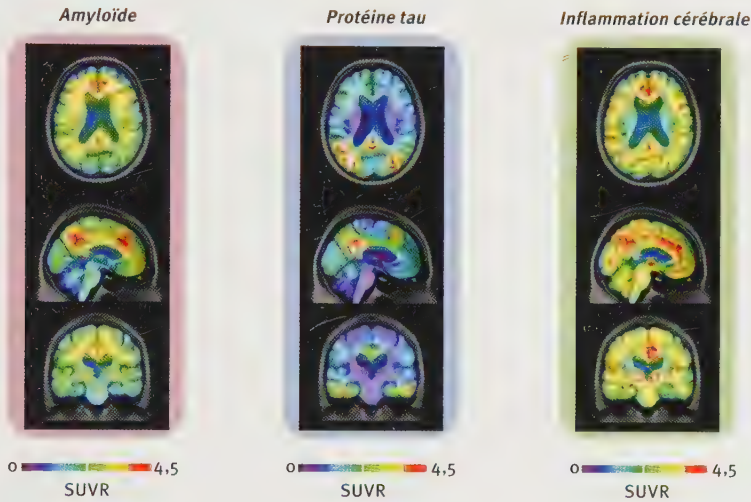 Amyloïde
Protéine tau
Inflammation cérébrale
0 4,5
SUVR
0 4,5
SUVR
0 4,5
SUVR